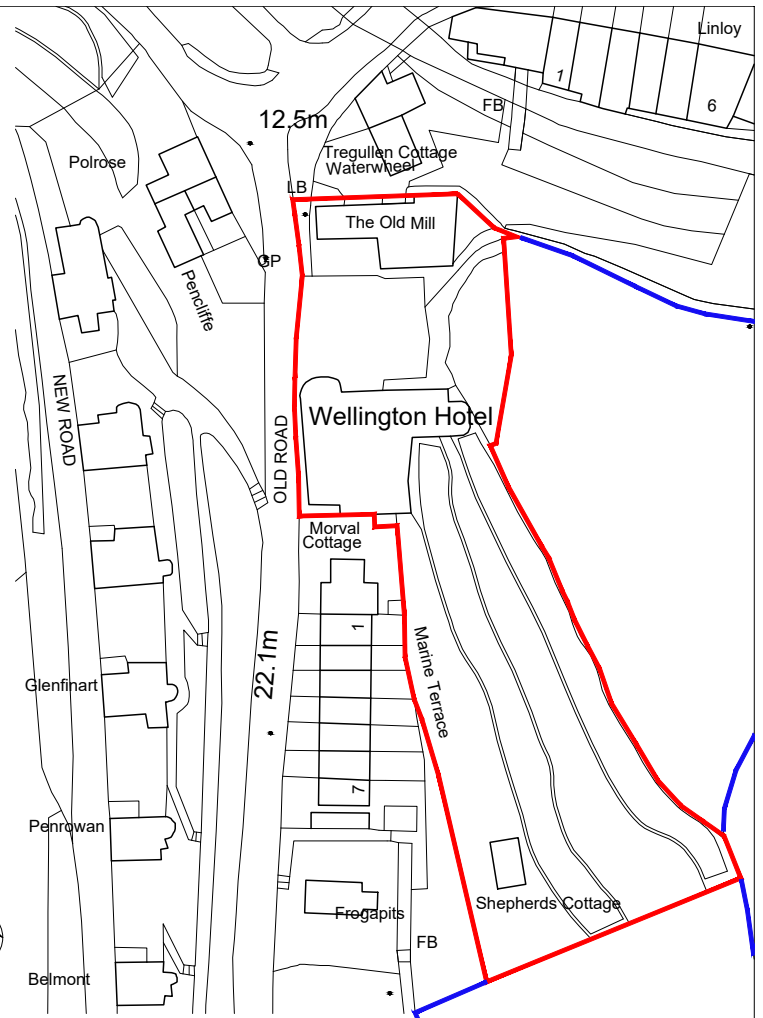 Linloy
1
6
FB
12.5m
Polrose
Tregullen Cottage
Waterwheel
LB
The Old Mill
GP
Pencliffe
NEW ROAD
OLD ROAD
Wellington Hotel
Morval
Cottage
1
Marine Terrace
22.1m
Glenfinart
7
Penrowan
Shepherds Cottage
Frogapits
FB
Belmont